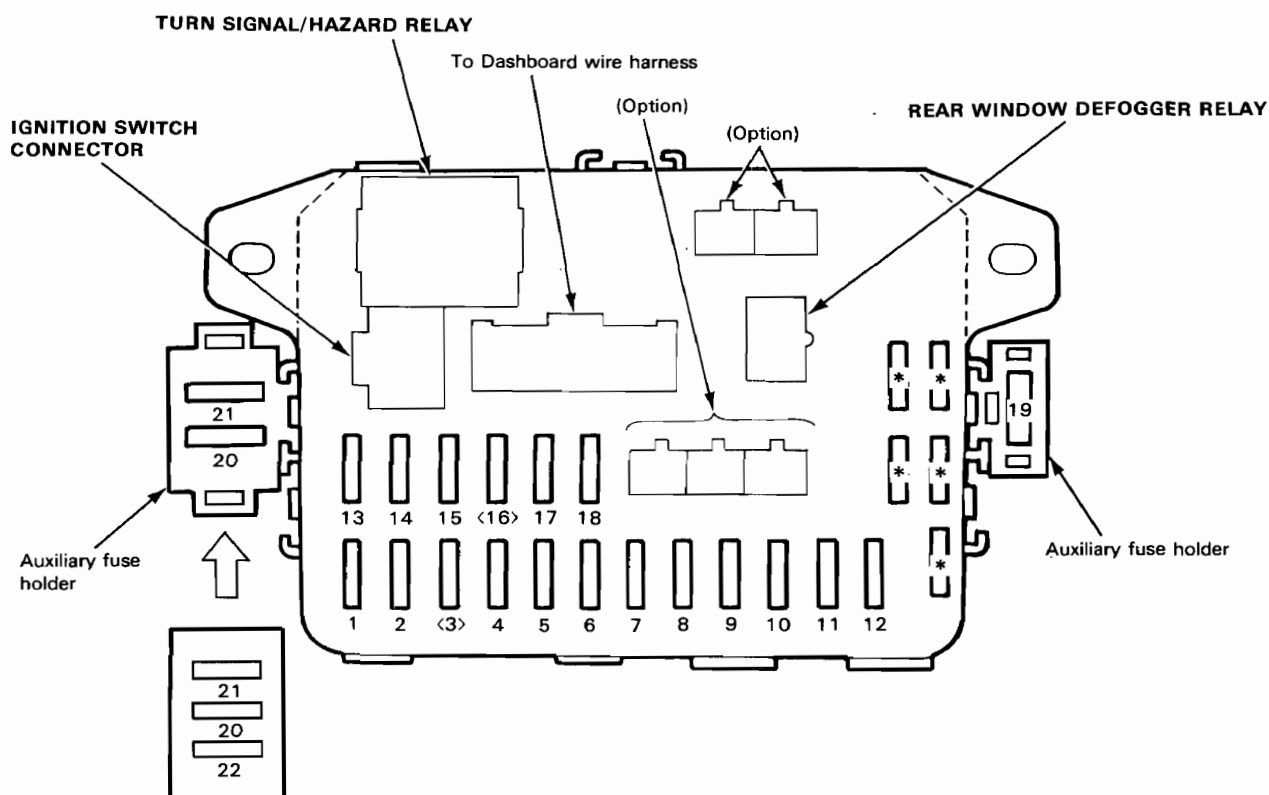 TURN SIGNAL/HAZARD RELAY
To Dashboard wire harness
(Option)
(Option)
REAR WINDOW DEFOGGER RELAY
IGNITION SWITCH
CONNECTOR
21
20
* *
19
* *
13 14 15 <16> 17 18
Auxiliary fuse
holder
Auxiliary fuse holder
*
1 2 <3> 4 5 6 7 8 9 10 11 12
21
20
22